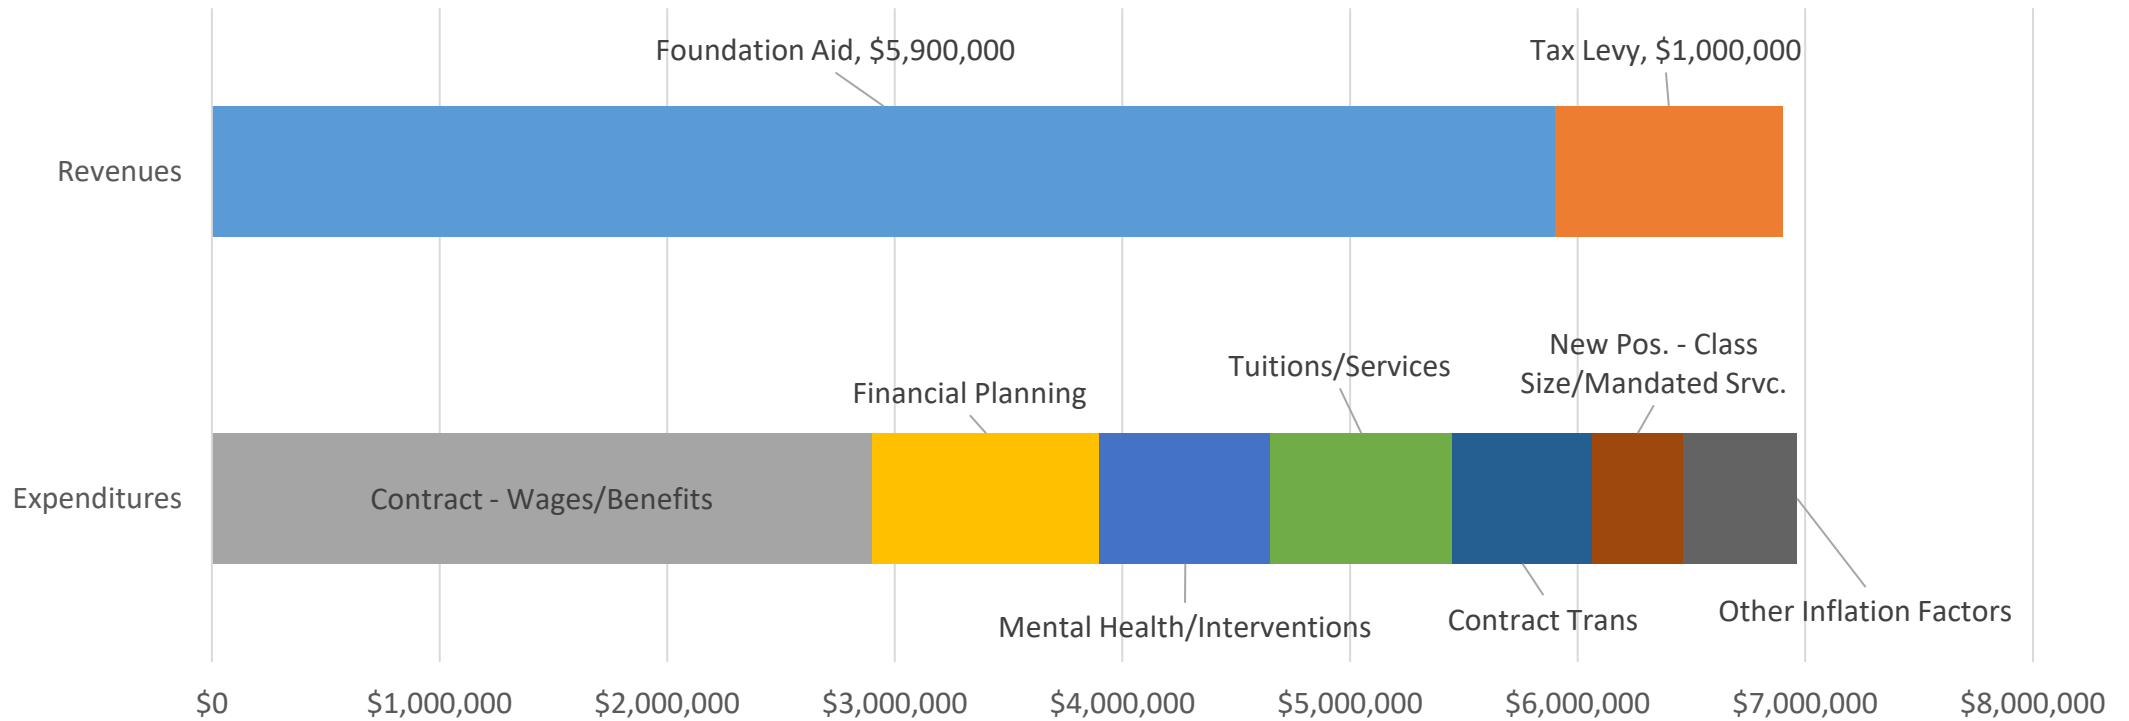 Foundation Aid, $5,900,000
Tax Levy, $1,000,000
Revenues
New Pos. - Class
Size/Mandated Srvc.
Tuitions/Services
Financial Planning
Expenditures
Contract - Wages/Benefits
Mental Health/Interventions
Contract Trans
Other Inflation Factors
$0
$1,000,000
$2,000,000
$3,000,000
$4,000,000
$5,000,000
$6,000,000
$7,000,000
$8,000,000